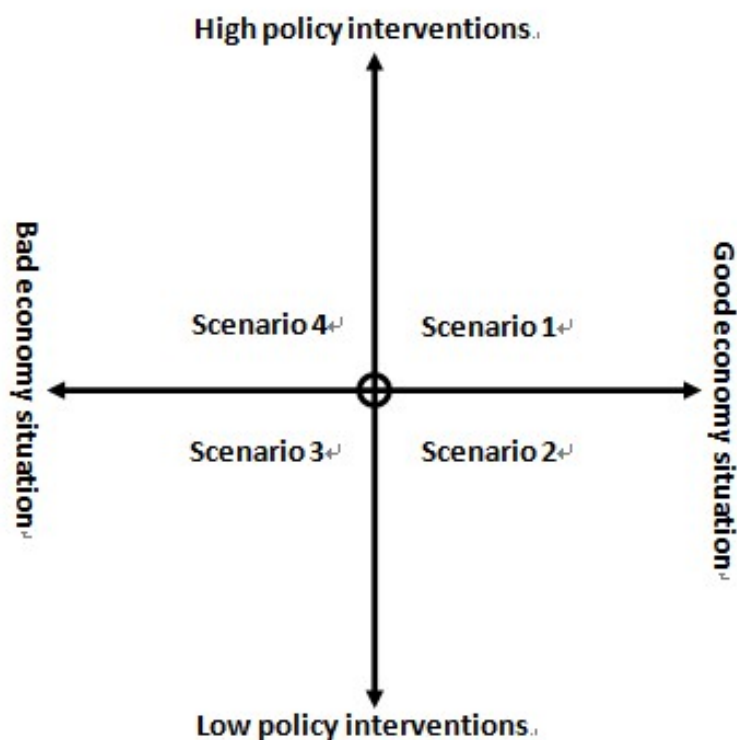 High policy interventions
Bad economy situation
Good economy situation
Scenario 4
Scenario 1
Scenario 3
Scenario 2
Low policy interventions